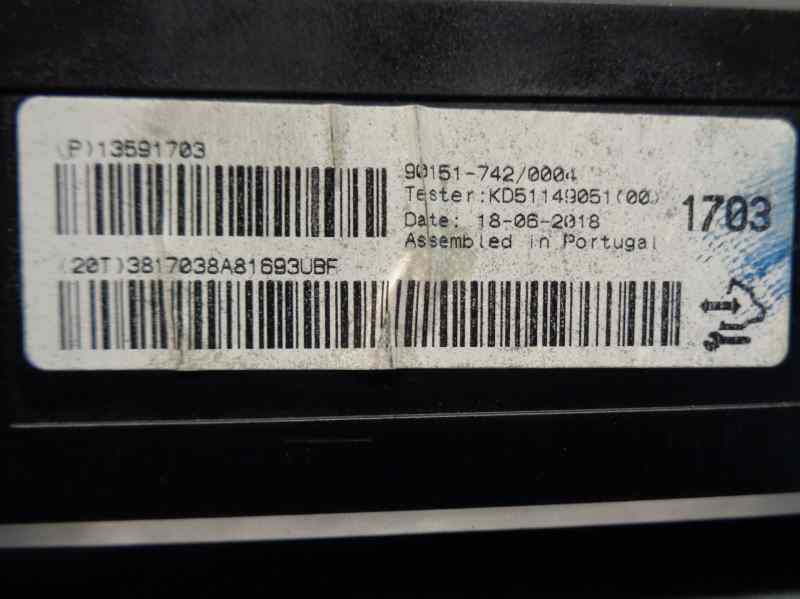 (P)13591703
90151-742/0004
Tester:KD51149051(00)
Date: 18-06-2018
Assembled in Portugal
1703
(20T)3817038A81693UBF